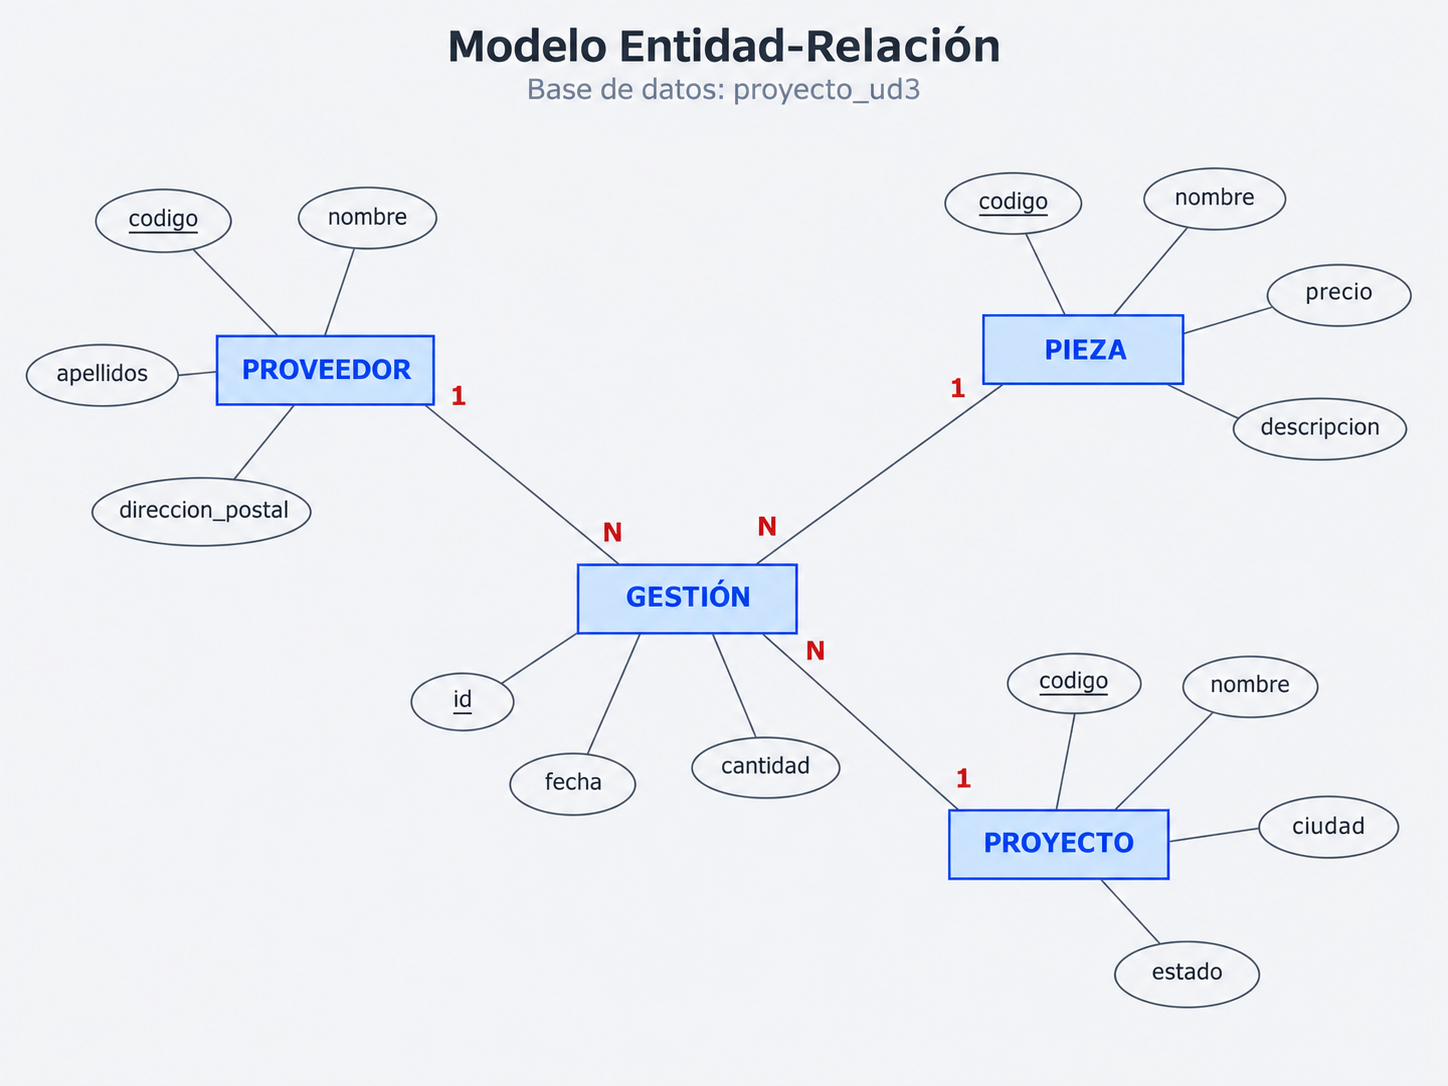 Modelo Entidad-Relación
Base de datos: proyecto_ud3
codigo
nombre
apellidos
PROVEEDOR
direccion_postal
1
N
codigo
nombre
precio
PIEZA
descripcion
1
N
GESTIÓN
N
id
fecha
cantidad
1
codigo
nombre
PROYECTO
ciudad
estado